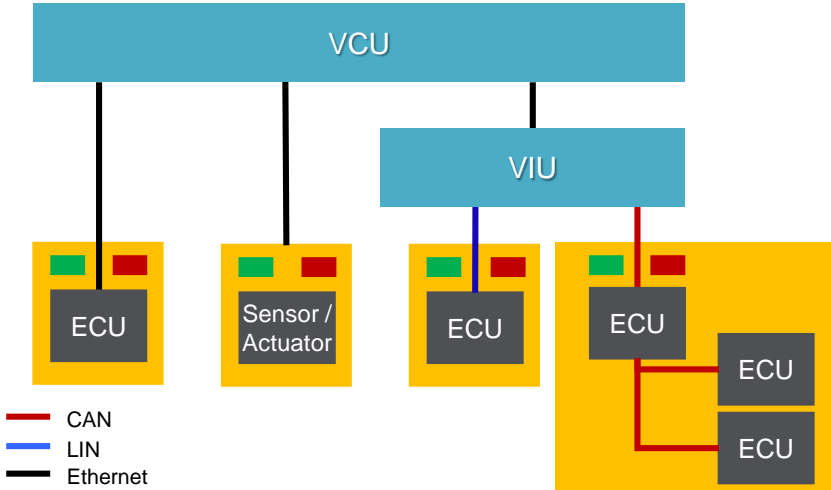 VCU
VIU
ECU
Sensor /
Actuator
ECU
ECU
ECU
ECU
CAN
LIN
Ethernet